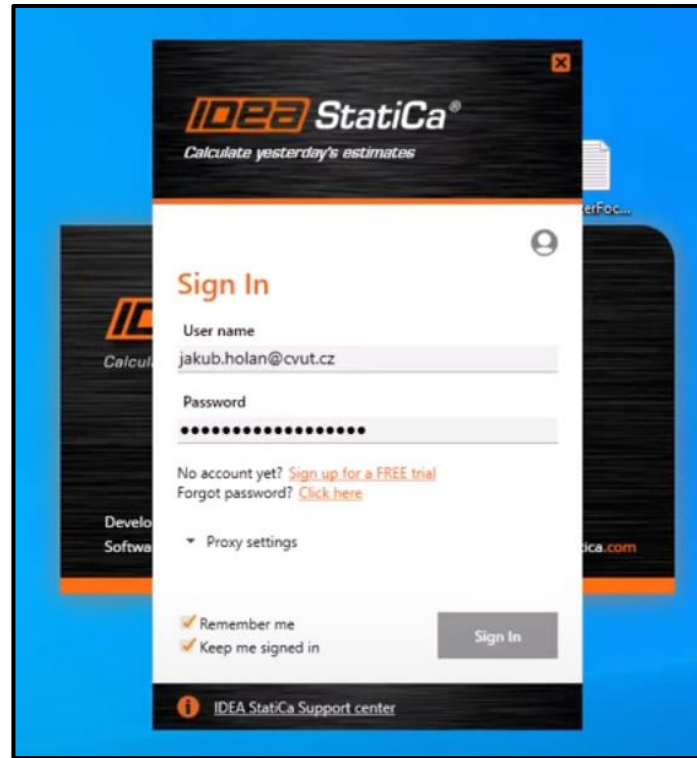 IDEA StatiCa®
Calculate yesterday's estimates
Sign In
User name
jakub.holan@cvut.cz
Password
No account yet? Sign up for a FREE trial
Forgot password? Click here
Proxy settings
Remember me
Keep me signed in
Sign In
IDEA StatiCa Support center